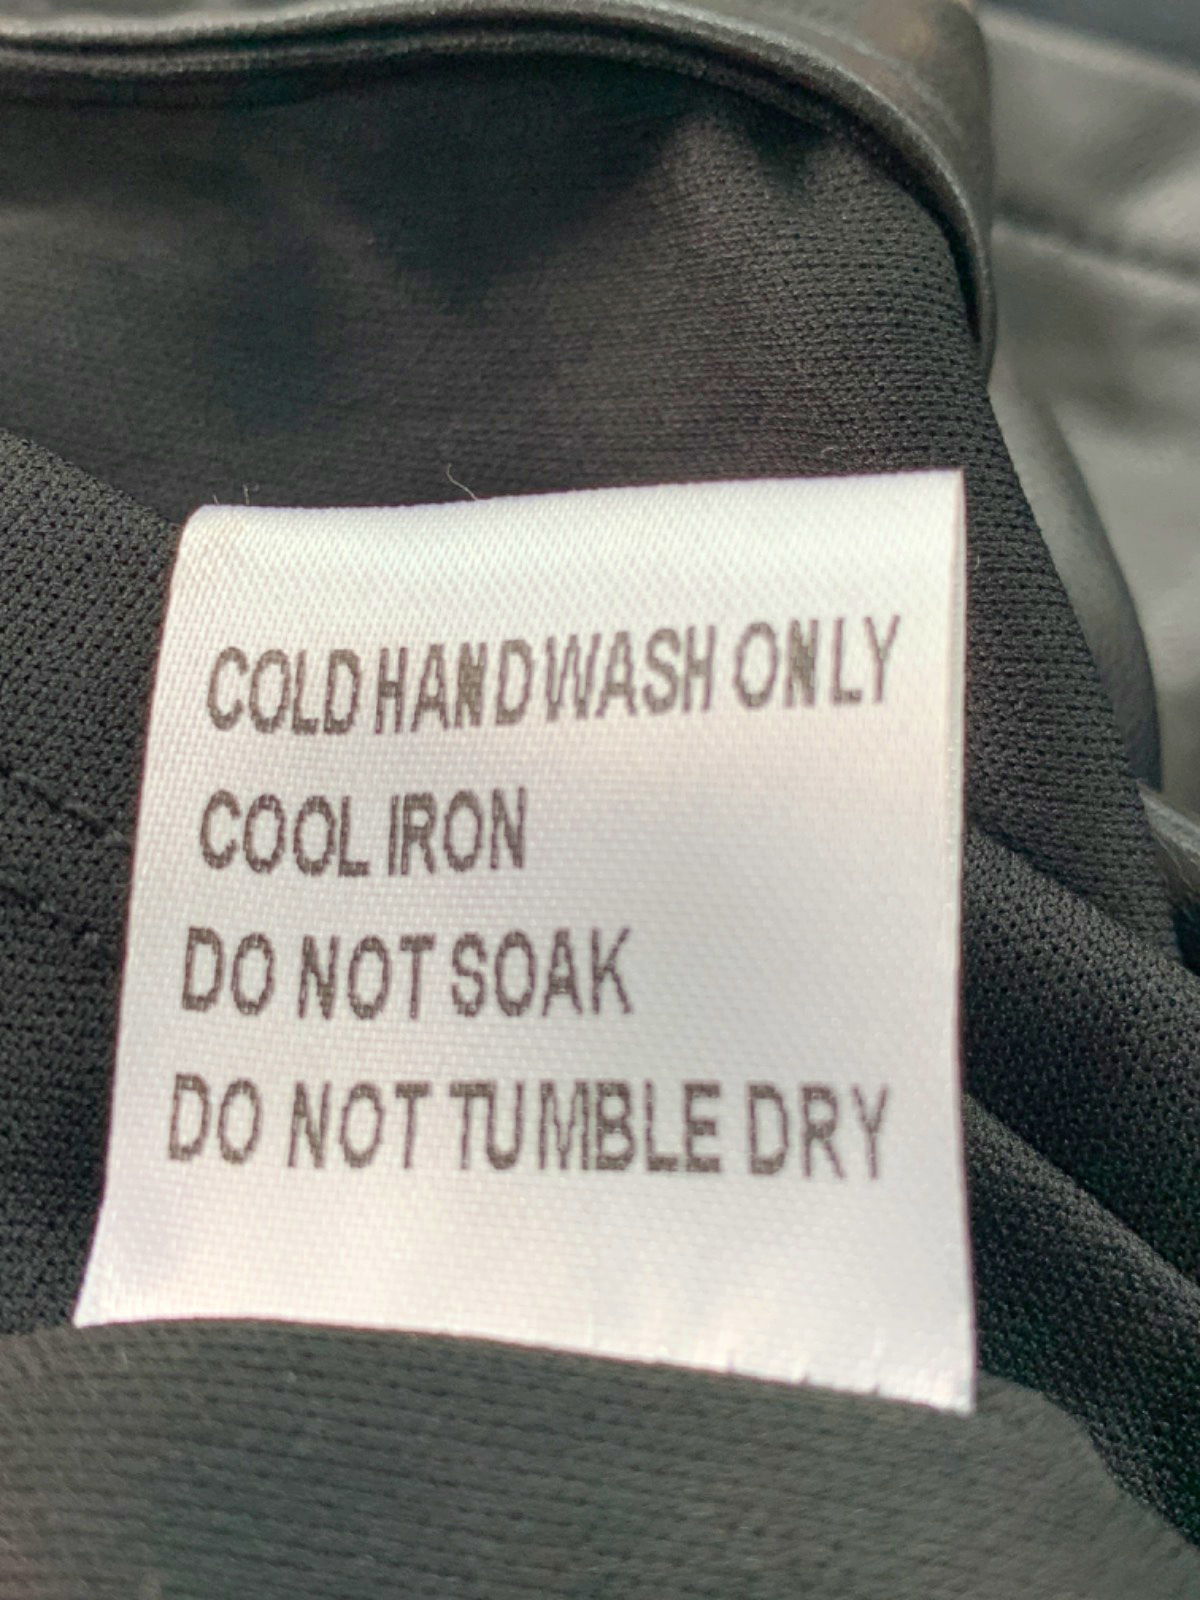 COLD HAND WASH ONLY
COOL IRON
DO NOT SOAK
DO NOT TUMBLE DRY